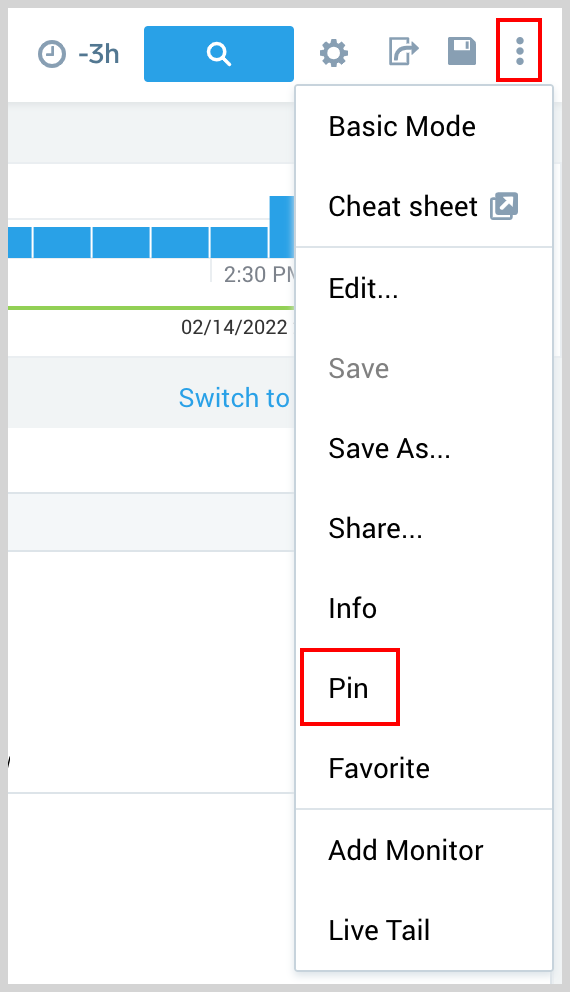 -3h
Basic Mode
Cheat sheet
2:30 PM
Edit...
02/14/2022
Save
Switch to
Save As...
Share...
Info
Pin
Favorite
Add Monitor
Live Tail